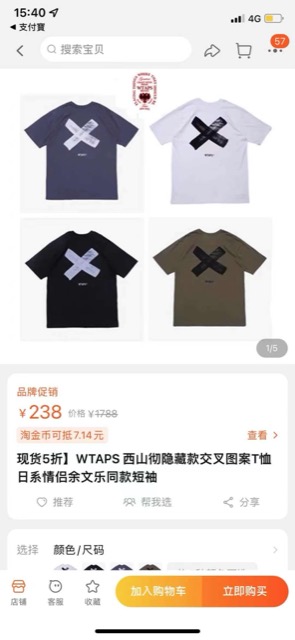 15:40
4G
支付寶
搜索宝贝
57
WTAPS
1/5
品牌促销
¥238 价格 ¥1788
淘金币可抵7.14元
查看
现货5折】WTAPS 西山彻隐藏款交叉图案T恤
日系情侣余文乐同款短袖
推荐
帮我选
分享
选择 颜色/尺码
店铺
客服
收藏
加入购物车
立即购买